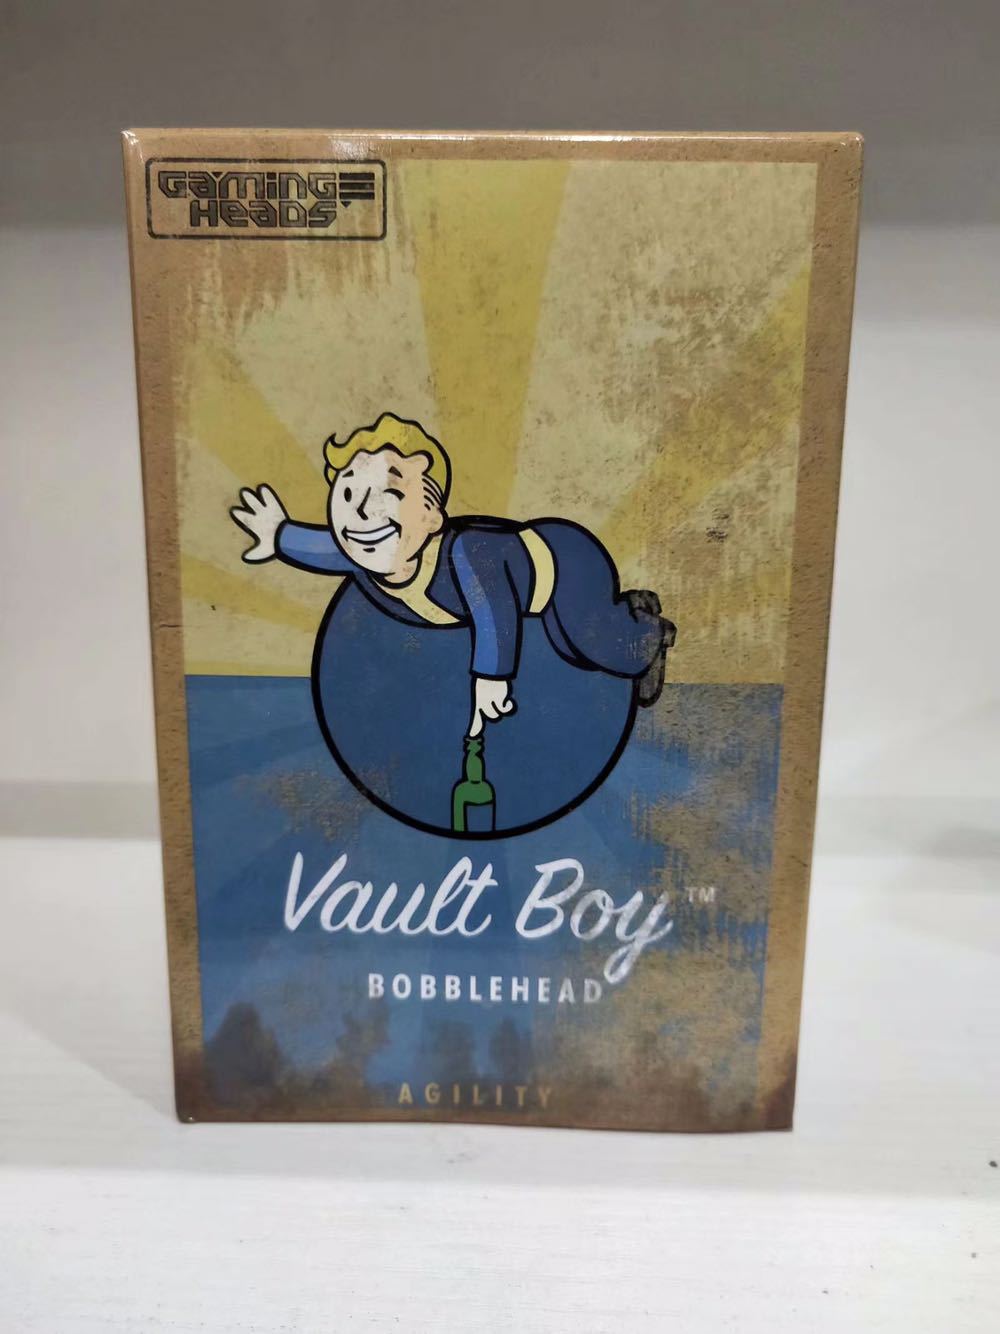 GAMING
HEADS
Vault Boy™
BOBBLEHEAD
AGILITY